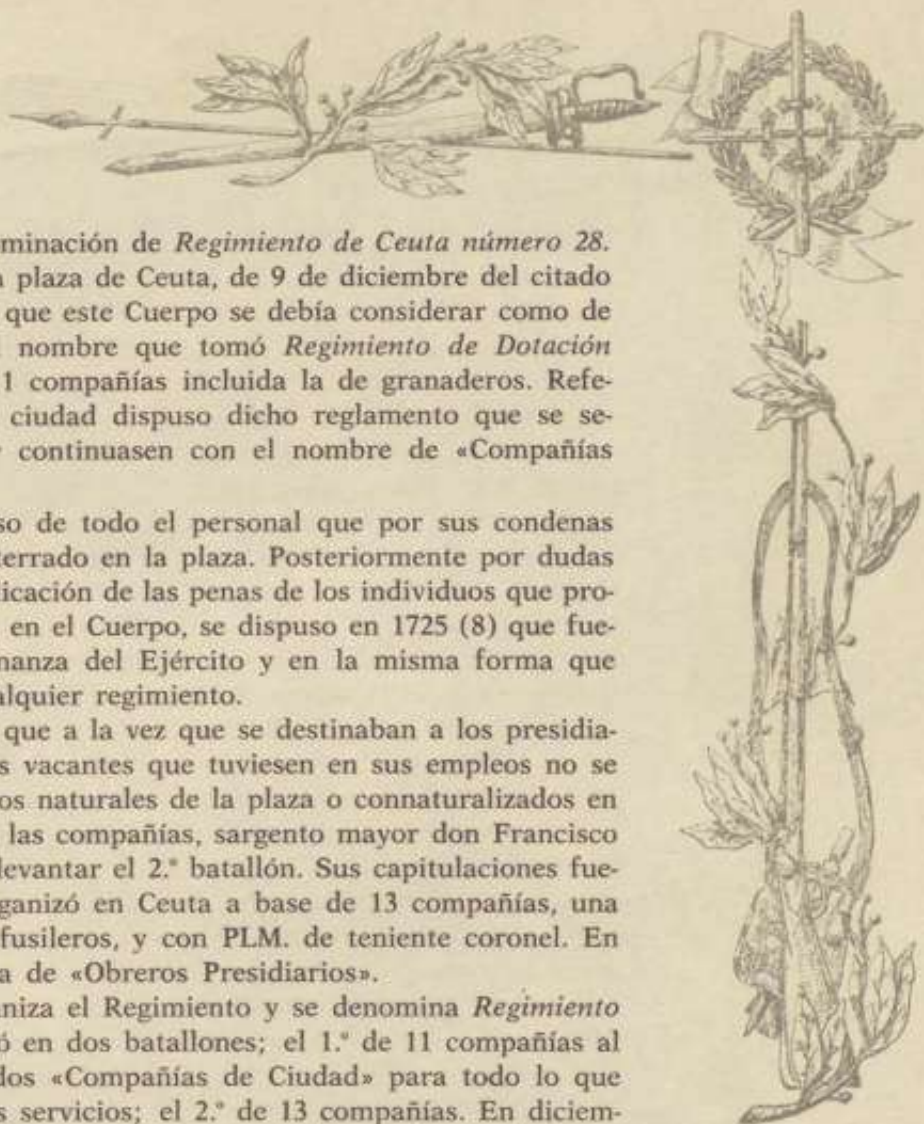 minación de Regimiento de Ceuta número 28.
plaza de Ceuta, de 9 de diciembre del citado
que este Cuerpo se debía considerar como de
nombre que tomó Regimiento de Dotación
1 compañías incluida la de granaderos. Refe-
ciudad dispuso dicho reglamento que se se-
continuasen con el nombre de «Compañías
so de todo el personal que por sus condenas
terrado en la plaza. Posteriormente por dudas
licación de las penas de los individuos que pro-
en el Cuerpo, se dispuso en 1725 (8) que fue-
nanza del Ejército y en la misma forma que
alquier regimiento.
que a la vez que se destinaban a los presidia-
s vacantes que tuviesen en sus empleos no se
os naturales de la plaza o connaturalizados en
las compañías, sargento mayor don Francisco
levantar el 2.º batallón. Sus capitulaciones fue-
ganizó en Ceuta a base de 13 compañías, una
fusileros, y con PLM. de teniente coronel. En
a de «Obreros Presidiarios».
aniza el Regimiento y se denomina Regimiento
ó en dos batallones; el 1.º de 11 compañías al
dos «Compañías de Ciudad» para todo lo que
s servicios; el 2.º de 13 compañías. En diciem-